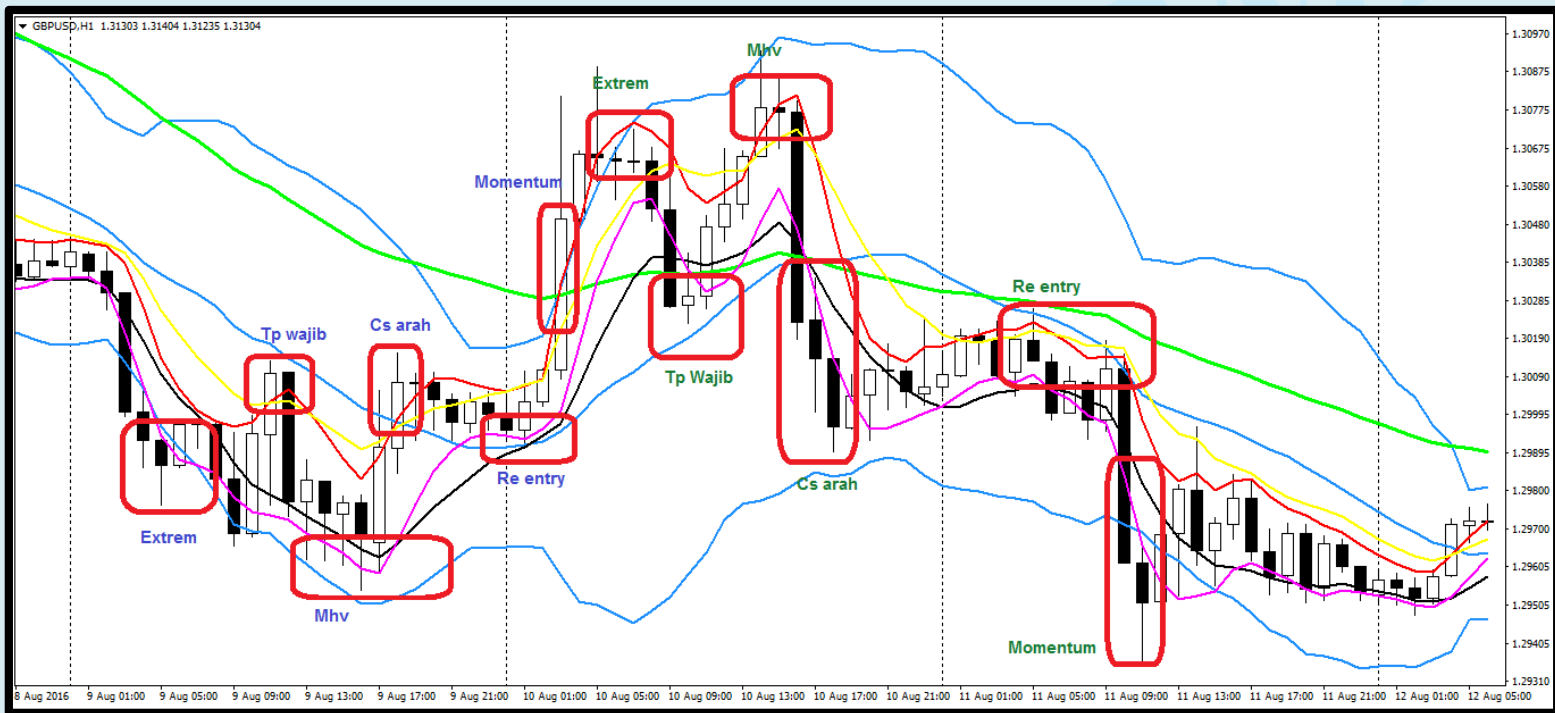 GBPUSD,H1 1.31303 1.31404 1.31235 1.31304
Mhv
Extrem
Momentum
Re entry
Tp wajib
Cs arah
Tp Wajib
Cs arah
Re entry
Extrem
Mhv
Momentum
1.30970
1.30875
1.30775
1.30675
1.30580
1.30480
1.30385
1.30285
1.30190
1.30090
1.29995
1.29895
1.29800
1.29700
1.29605
1.29505
1.29405
1.29310
8 Aug 2016 9 Aug 01:00 9 Aug 05:00 9 Aug 09:00 9 Aug 13:00 9 Aug 17:00 9 Aug 21:00 10 Aug 01:00 10 Aug 05:00 10 Aug 09:00 10 Aug 13:00 10 Aug 17:00 10 Aug 21:00 11 Aug 01:00 11 Aug 05:00 11 Aug 09:00 11 Aug 13:00 11 Aug 17:00 11 Aug 21:00 12 Aug 01:00 12 Aug 05:00